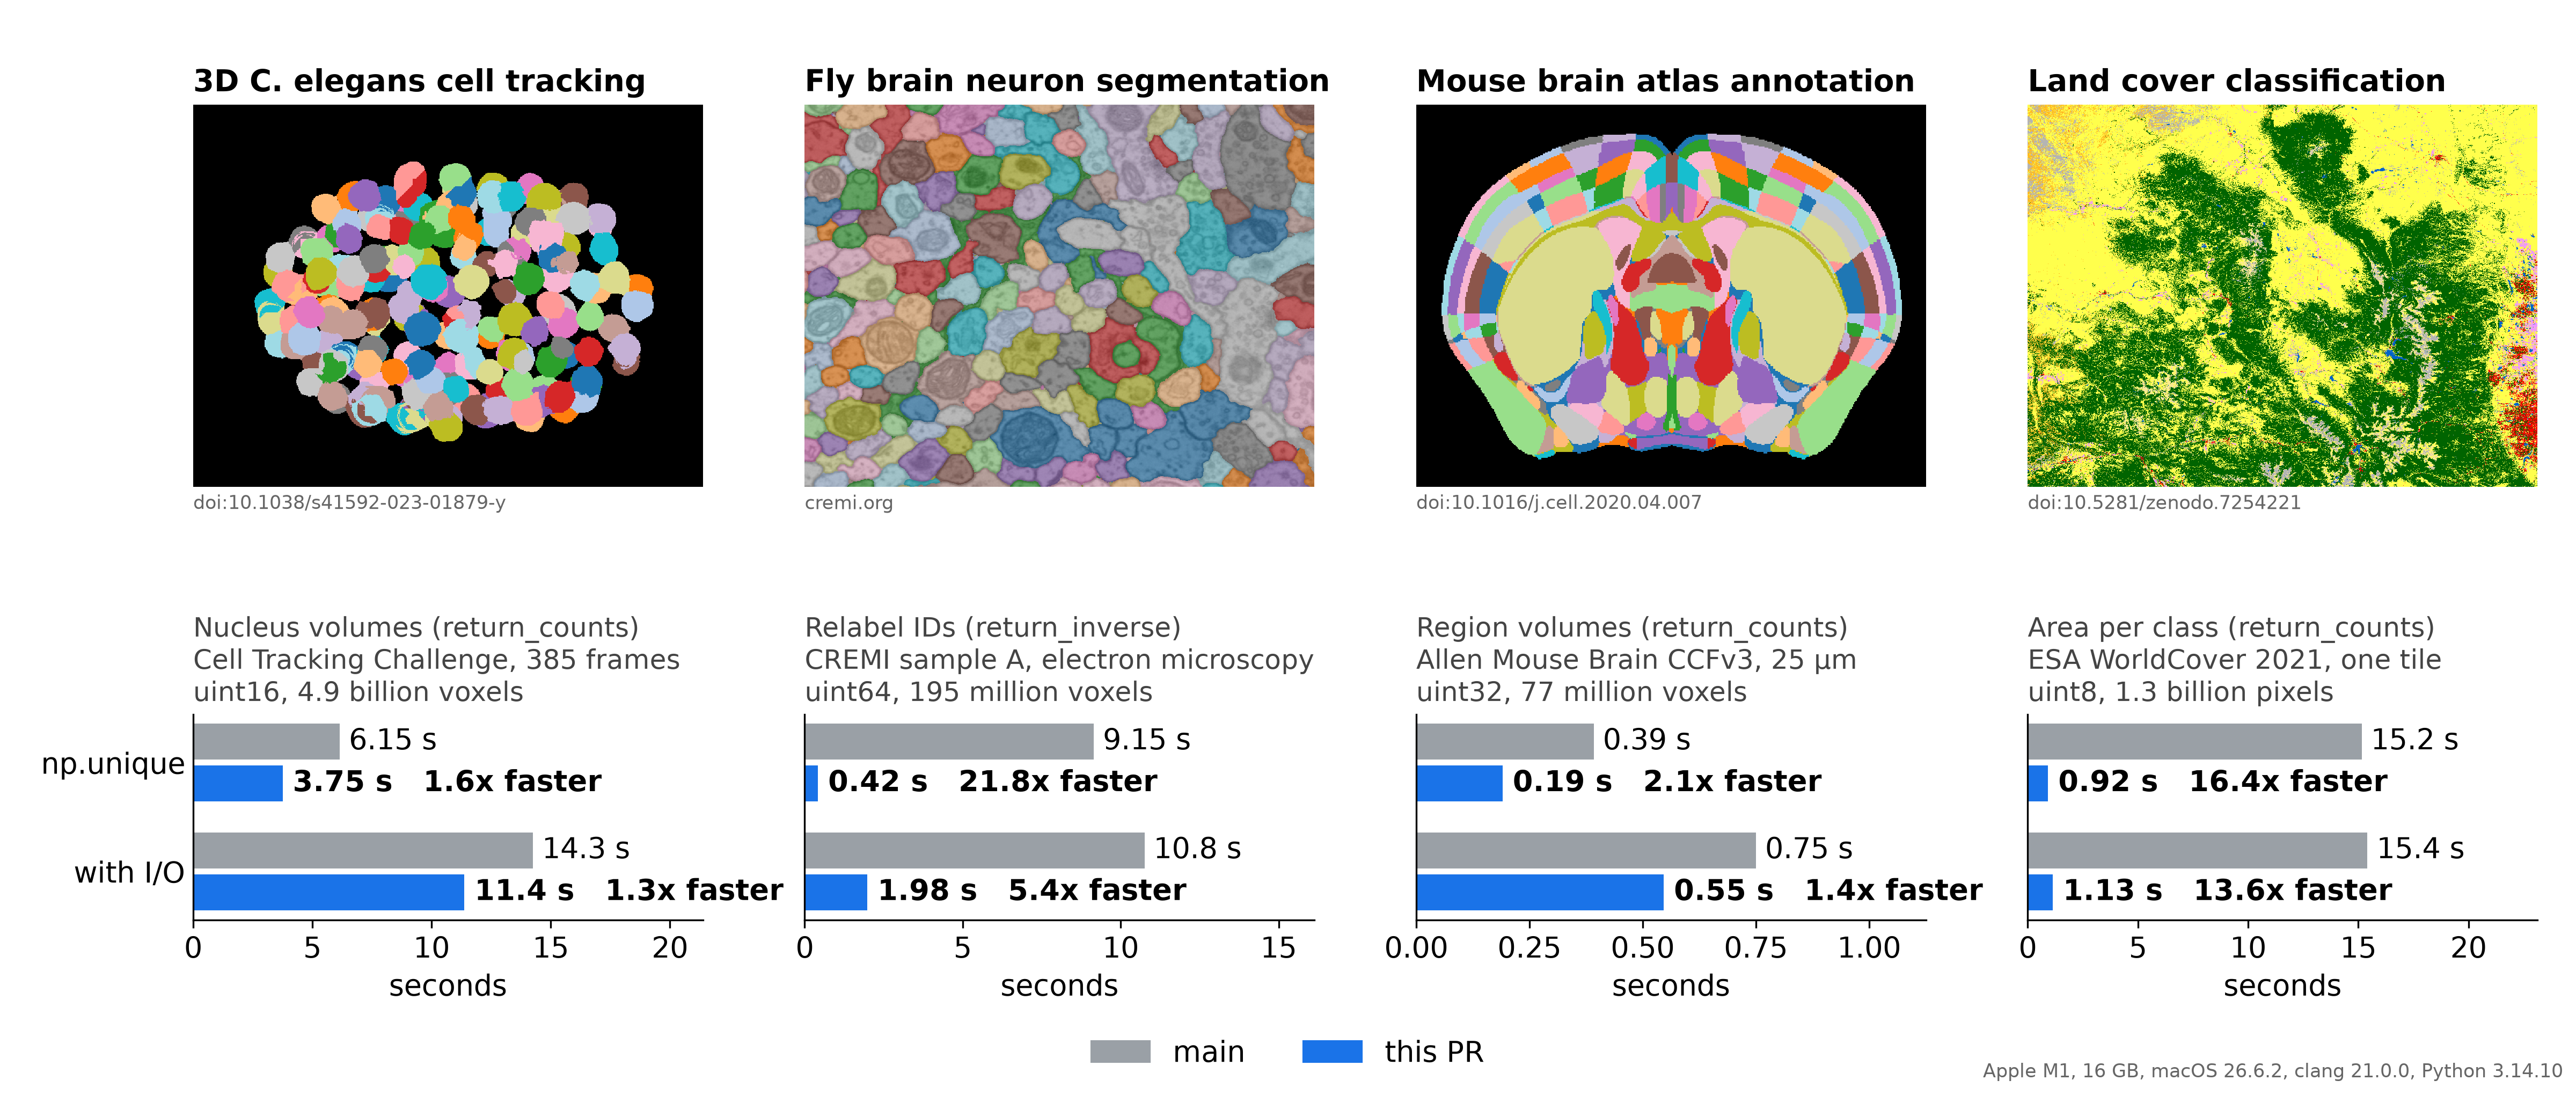 3D C. elegans cell tracking
Fly brain neuron segmentation
Mouse brain atlas annotation
Land cover classification
doi:10.1038/s41592-023-01879-y
cremi.org
doi:10.1016/j.cell.2020.04.007
doi:10.5281/zenodo.7254221
Nucleus volumes (return_counts)
Cell Tracking Challenge, 385 frames
uint16, 4.9 billion voxels
np.unique
6.15 s
3.75 s 1.6x faster
with I/O
14.3 s
11.4 s 1.3x faster
0 5 10 15 20
seconds
Relabel IDs (return_inverse)
CREMI sample A, electron microscopy
uint64, 195 million voxels
9.15 s
0.42 s 21.8x faster
10.8 s
1.98 s 5.4x faster
0 5 10 15
seconds
Region volumes (return_counts)
Allen Mouse Brain CCFv3, 25 µm
uint32, 77 million voxels
0.39 s
0.19 s 2.1x faster
0.75 s
0.55 s 1.4x faster
0.00 0.25 0.50 0.75 1.00
seconds
Area per class (return_counts)
ESA WorldCover 2021, one tile
uint8, 1.3 billion pixels
15.2 s
0.92 s 16.4x faster
15.4 s
1.13 s 13.6x faster
0 5 10 15 20
seconds
main
this PR
Apple M1, 16 GB, macOS 26.6.2, clang 21.0.0, Python 3.14.10